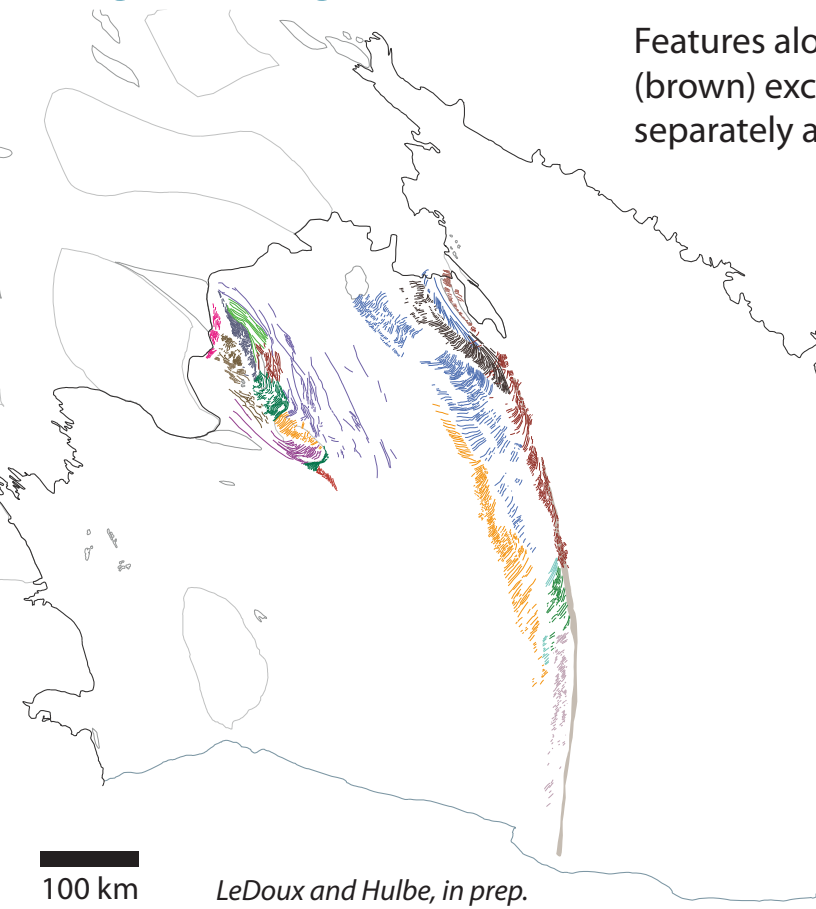 Features alo
(brown) exc
separately a
100 km
LeDoux and Hulbe, in prep.